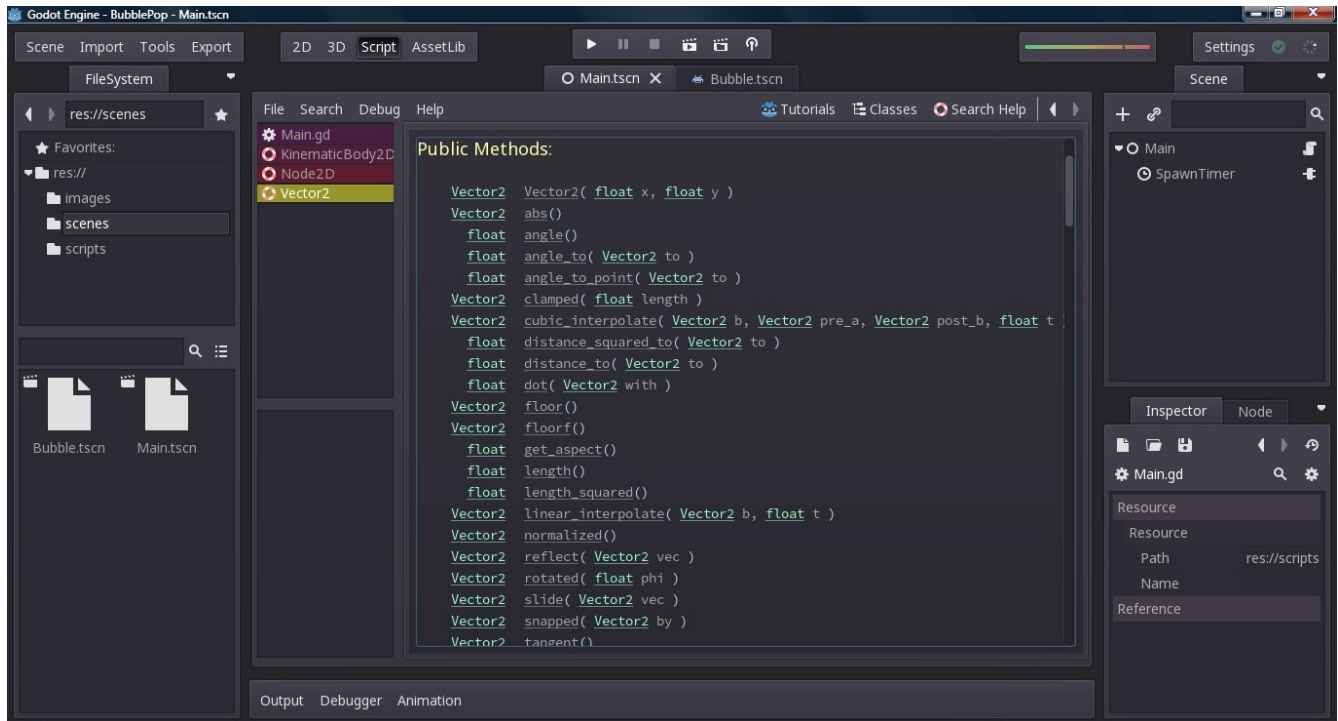 Godot Engine - BubblePop - Main.tscn
Scene Import Tools Export
2D 3D Script AssetLib
Settings
FileSystem
Main.tscn
Bubble.tscn
Scene
res://scenes
Favorites:
res://
images
scenes
scripts
Bubble.tscn
Main.tscn
File Search Debug Help
Tutorials Classes Search Help
Main.gd
KinematicBody2D
Node2D
Vector2
Public Methods:
Vector2 Vector2( float x, float y )
Vector2 abs()
float angle()
float angle_to( Vector2 to )
float angle_to_point( Vector2 to )
Vector2 clamped( float length )
Vector2 cubic_interpolate( Vector2 b, Vector2 pre_a, Vector2 post_b, float t
float distance_squared_to( Vector2 to )
float distance_to( Vector2 to )
float dot( Vector2 with )
Vector2 floor()
Vector2 floorf()
float get_aspect()
float length()
float length_squared()
Vector2 linear_interpolate( Vector2 b, float t )
Vector2 normalized()
Vector2 reflect( Vector2 vec )
Vector2 rotated( float phi )
Vector2 slide( Vector2 vec )
Vector2 snapped( Vector2 by )
Vector2 tangent()
Output Debugger Animation
Main
SpawnTimer
Inspector Node
Main.gd
Resource
Resource
Path res://scripts
Name
Reference